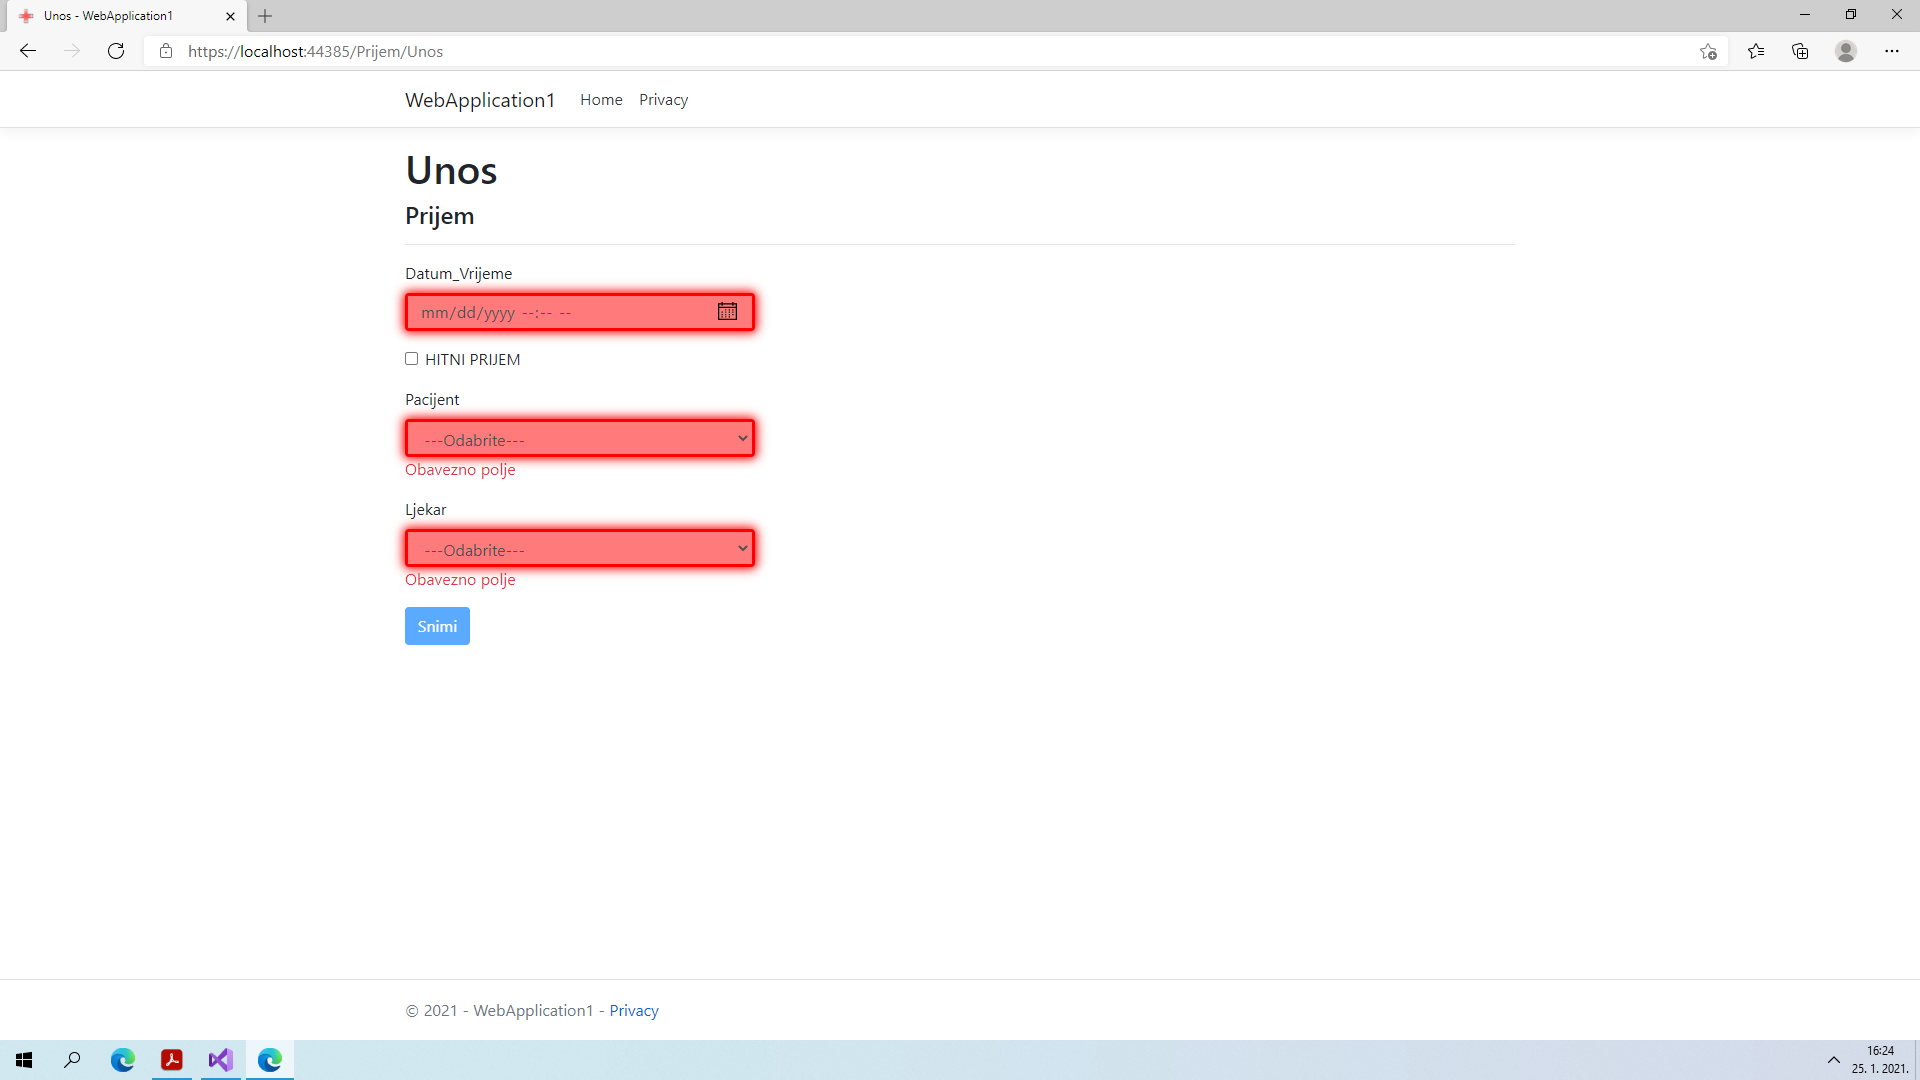 Unos - WebApplication1
https://localhost:44385/Prijem/Unos
WebApplication1 Home Privacy
Unos
Prijem
Datum_Vrijeme
mm/dd/yyyy --:-- --
HITNI PRIJEM
Pacijent
---Odabrite---
Obavezno polje
Ljekar
---Odabrite---
Obavezno polje
Snimi
© 2021 - WebApplication1 - Privacy
16:24
25. 1. 2021.